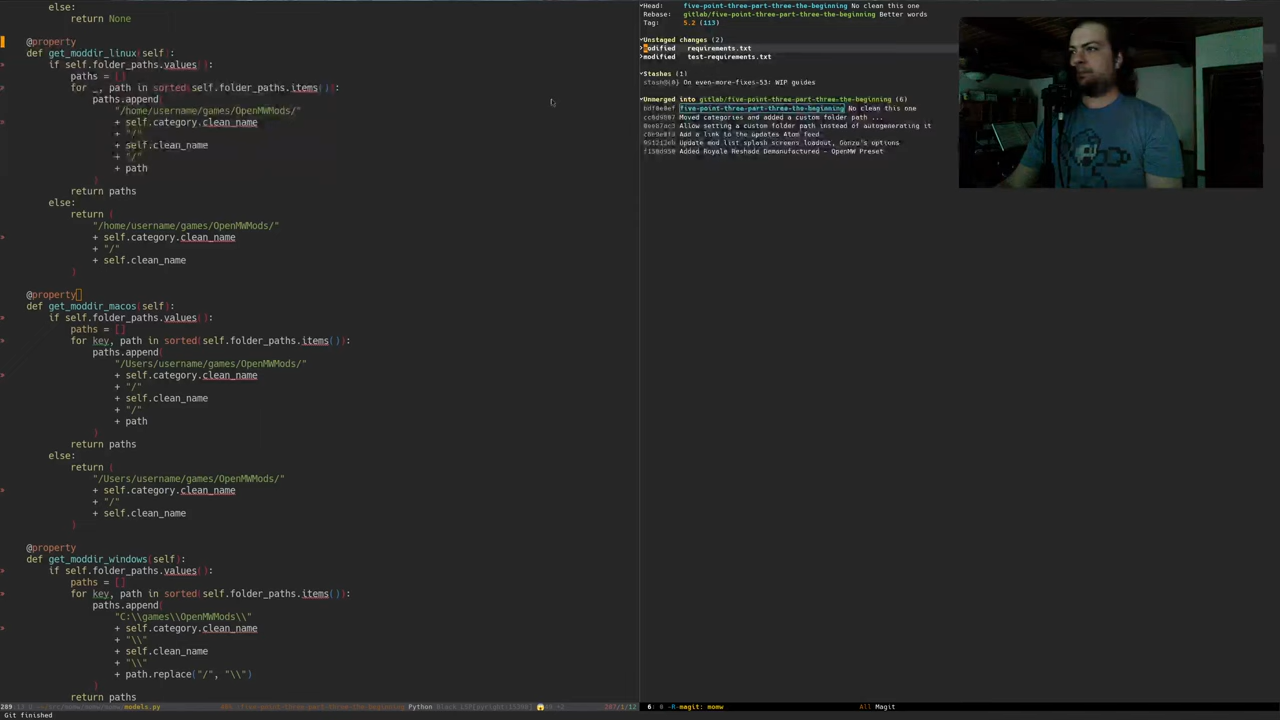 else:
return None
@property
def get_moddir_linux(self):
if self.folder_paths.values():
paths = []
for _, path in sorted(self.folder_paths.items()):
paths.append(
"/home/username/games/OpenMWMods/"
+ self.category.clean_name
+ "/"
+ self.clean_name
+ "/"
+ path
)
return paths
else:
return (
"/home/username/games/OpenMWMods/"
+ self.category.clean_name
+ "/"
+ self.clean_name
)
@property
def get_moddir_macos(self):
if self.folder_paths.values():
paths = []
for key, path in sorted(self.folder_paths.items()):
paths.append(
"/Users/username/games/OpenMWMods/"
+ self.category.clean_name
+ "/"
+ self.clean_name
+ "/"
+ path
)
return paths
else:
return (
"/Users/username/games/OpenMWMods/"
+ self.category.clean_name
+ "/"
+ self.clean_name
)
@property
def get_moddir_windows(self):
if self.folder_paths.values():
paths = []
for key, path in sorted(self.folder_paths.items()):
paths.append(
"C:\\games\\OpenMWMods\\"
+ self.category.clean_name
+ "\\"
+ self.clean_name
+ "\\"
+ path.replace("/", "\\")
)
return paths
models.py five-point-three-part-three-the-beginning Python Black
Git finished
Head: five-point-three-part-three-the-beginning No clean this one
Rebase: gitlab/five-point-three-part-three-the-beginning Better words
Tag: 5.2 (113)
Unstaged changes (2)
modified requirements.txt
modified test-requirements.txt
Stashes (1)
stash@{0} On even-more-fixes-53: WIP guides
Unmerged into gitlab/five-point-three-part-three-the-beginning (6)
five-point-three-part-three-the-beginning No clean this one
Moved categories and added a custom folder path ...
Allow setting a custom folder path instead of autogenerating it
Add a link to the updates Atom feed
Update mod list splash screens loadout, Gonzo's options
f150d950 Added Royale Reshade Demanufactured - OpenMW Preset
6: 0 -R-magit: momw All Magit